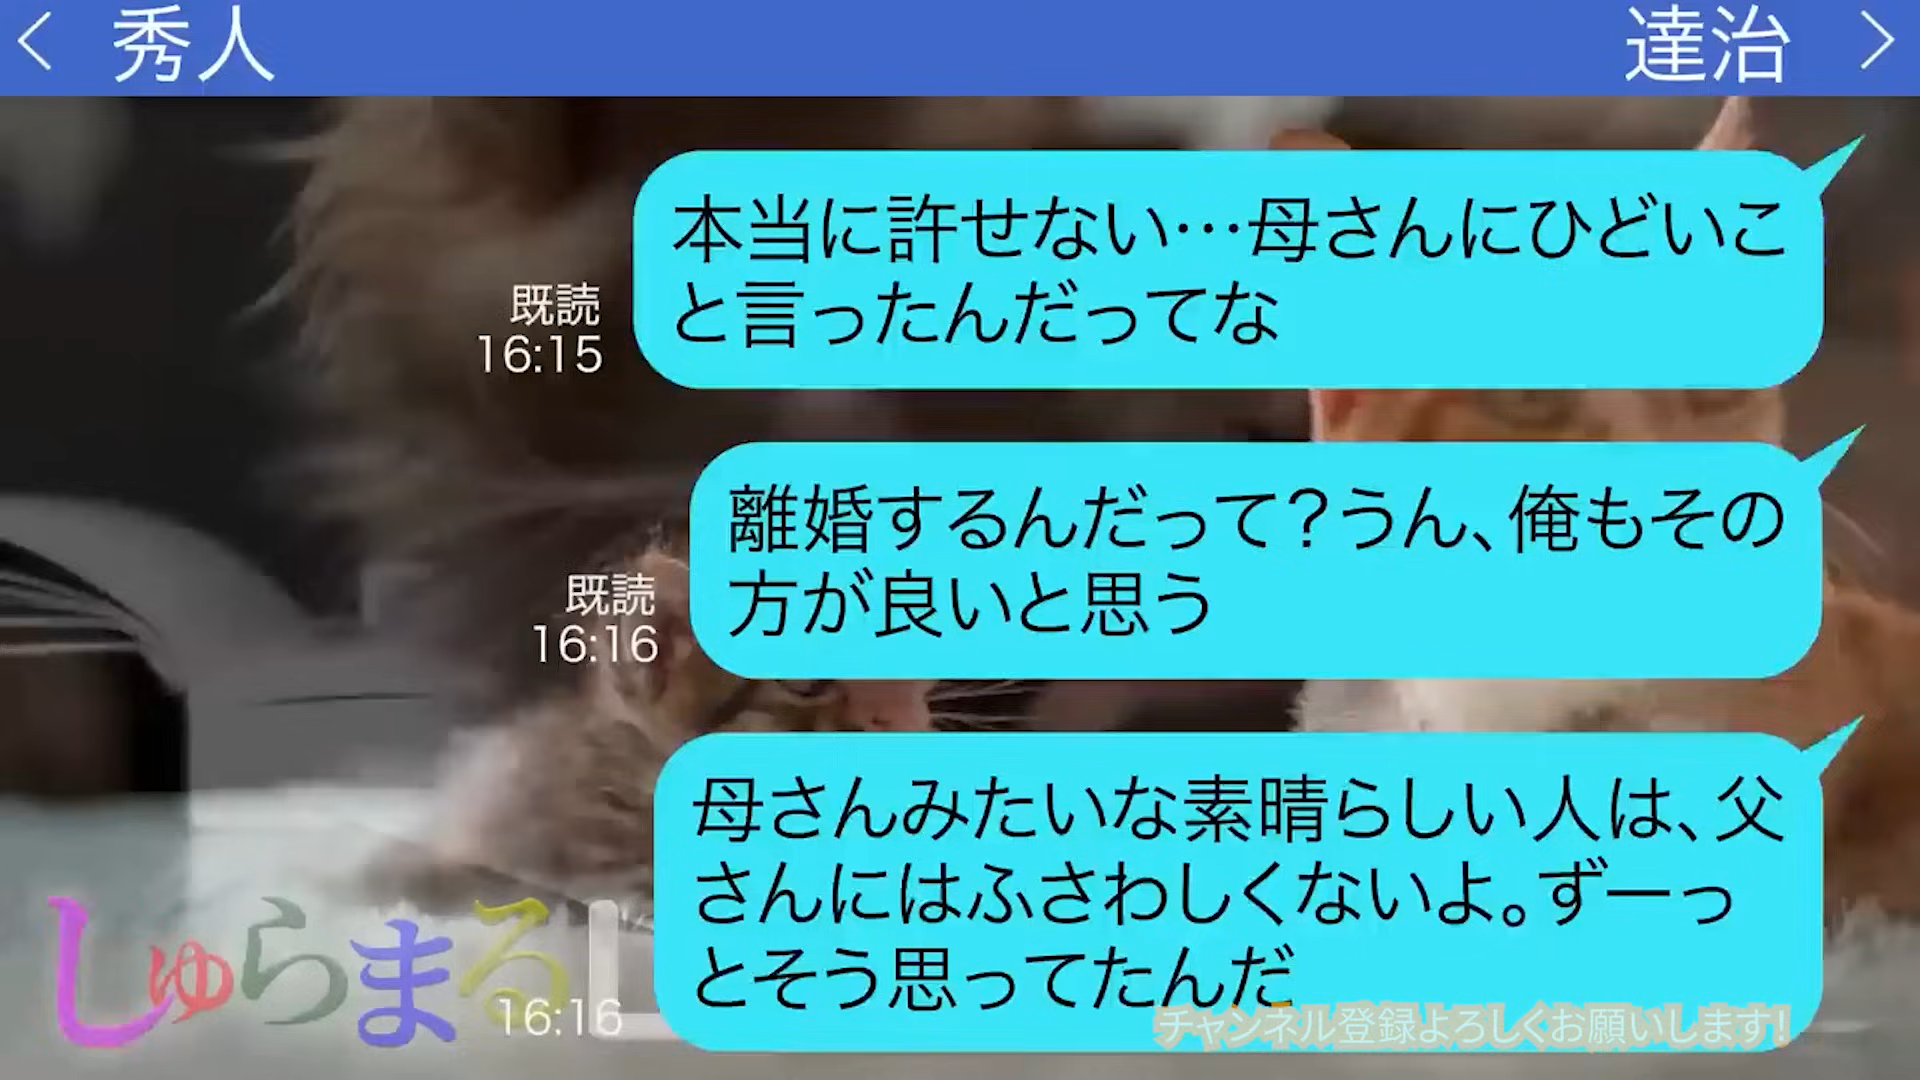 秀人
達治
本当に許せない…母さんにひどいこ
と言ったんだってな
既読
16:15
離婚するんだって？うん、俺もその
方が良いと思う
既読
16:16
母さんみたいな素晴らしい人は、父
さんにはふさわしくないよ。ずーっ
とそう思ってたんだ
16:16
しゅらまる
チャンネル登録よろしくお願いします！